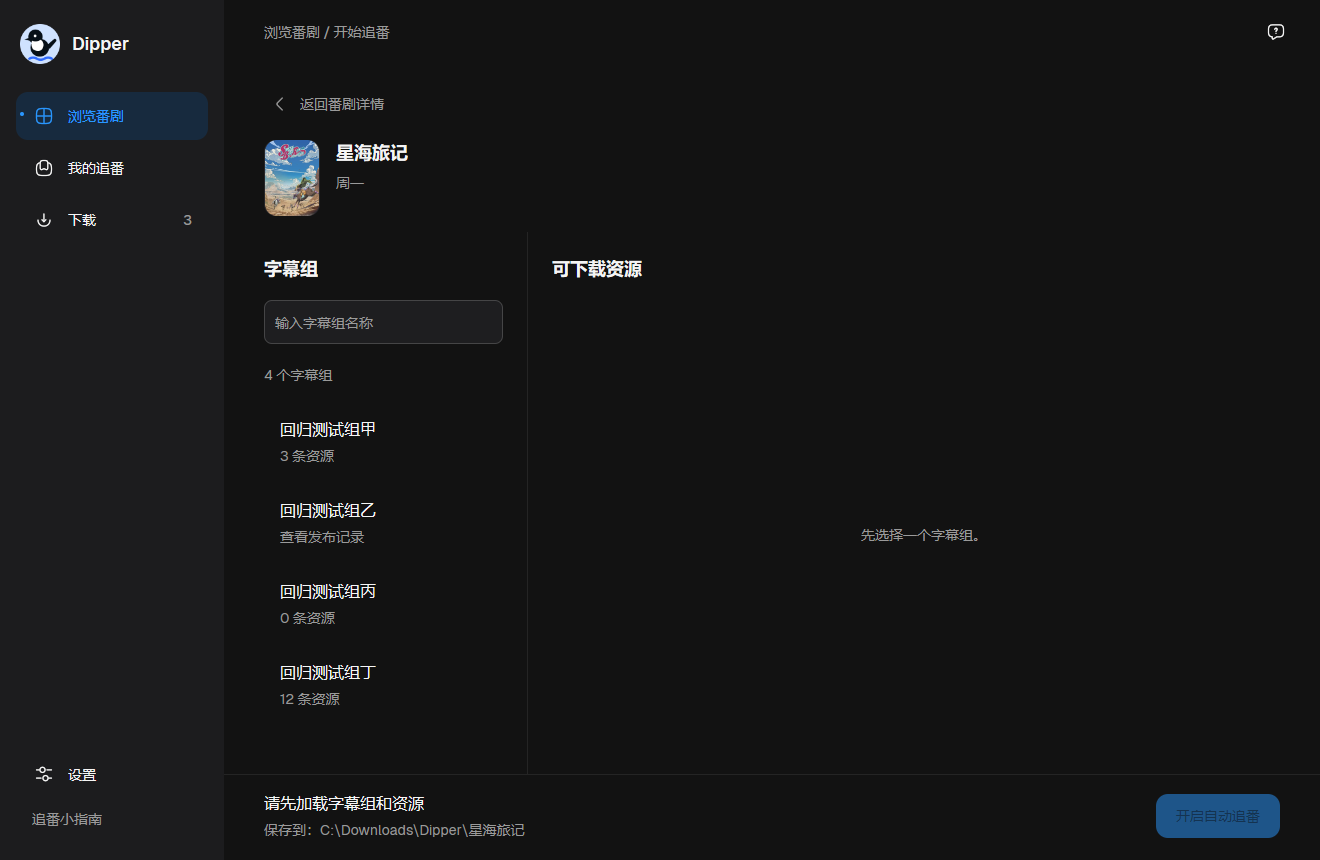 Dipper
浏览番剧
我的追番
下载 3
设置
追番小指南
浏览番剧 / 开始追番
返回番剧详情
星海旅记
周一
字幕组
输入字幕组名称
4 个字幕组
回归测试组甲
3 条资源
回归测试组乙
查看发布记录
回归测试组丙
0 条资源
回归测试组丁
12 条资源
可下载资源
先选择一个字幕组。
请先加载字幕组和资源
保存到：C:\Downloads\Dipper\星海旅记
开启自动追番